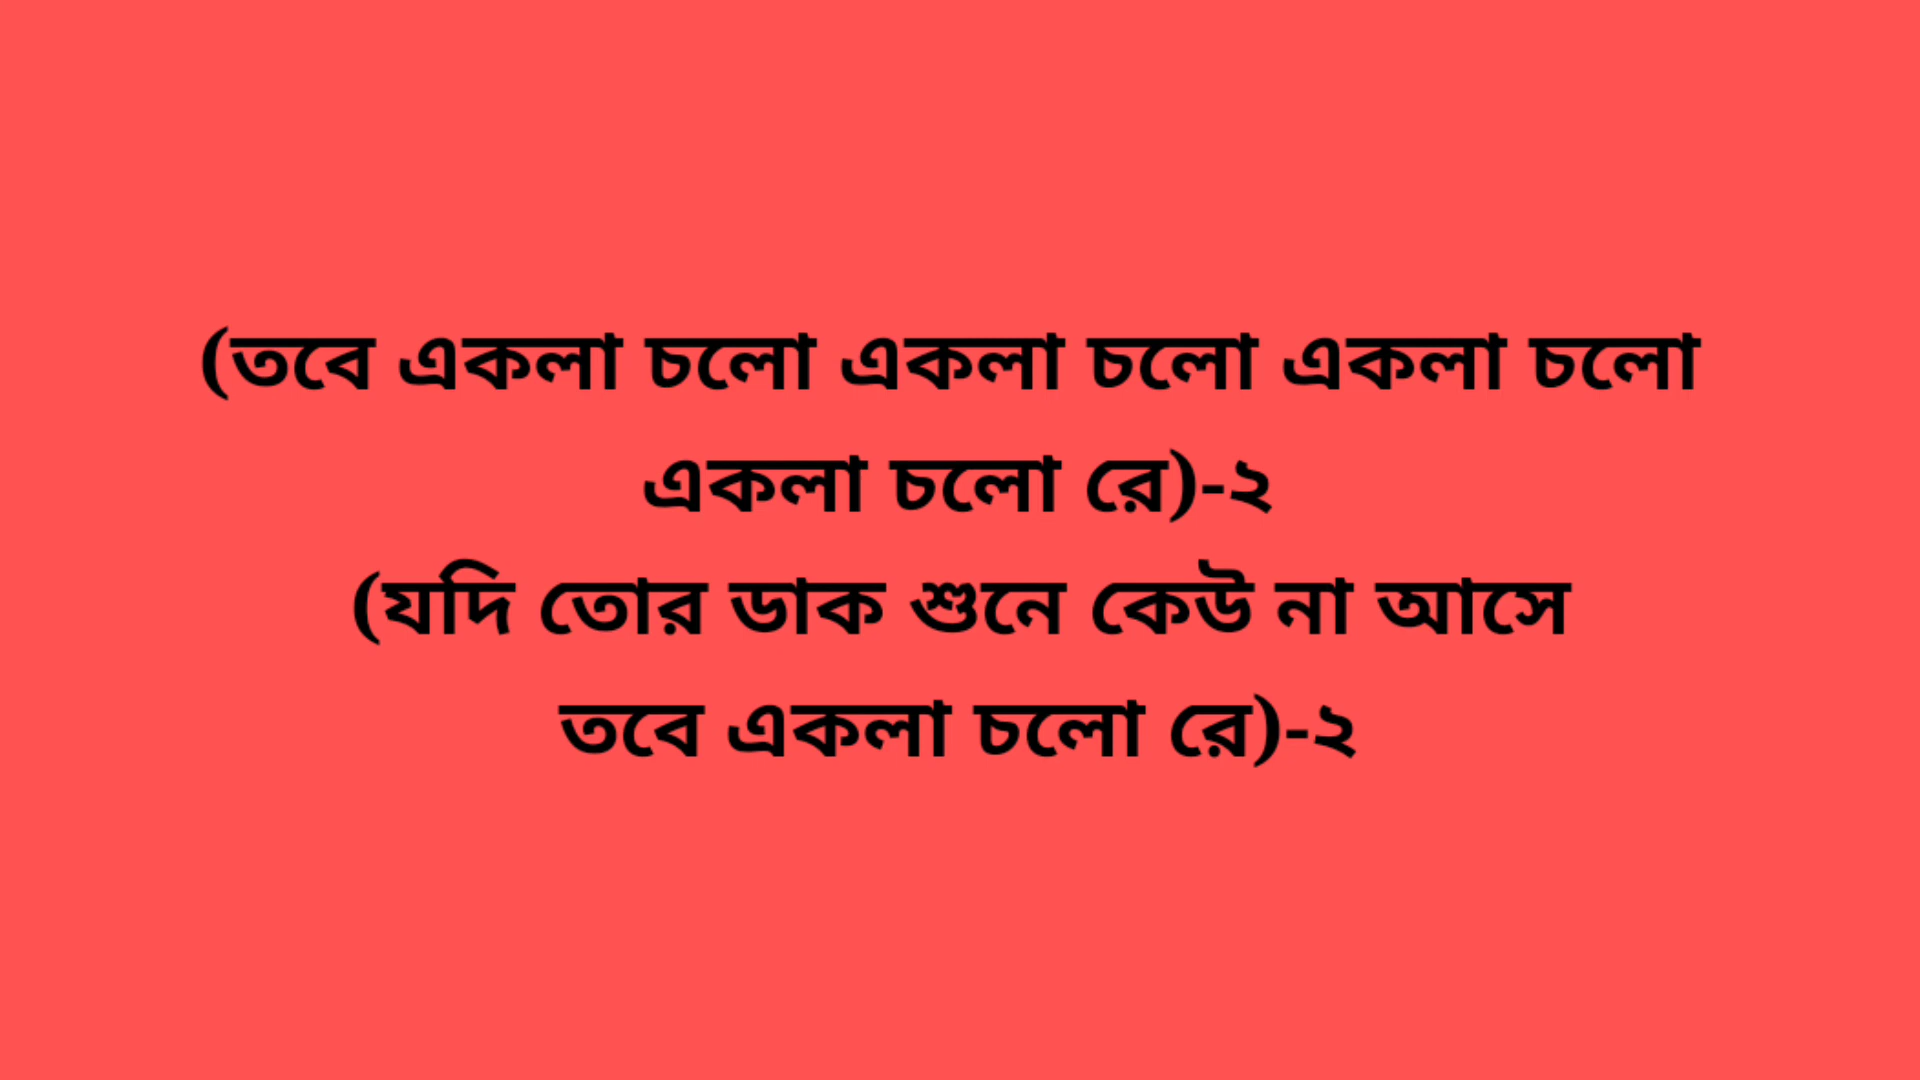 (তবে একলা চলো একলা চলো একলা চলো
একলা চলো রে)-২
(যদি তোর ডাক শুনে কেউ না আসে
তবে একলা চলো রে)-২